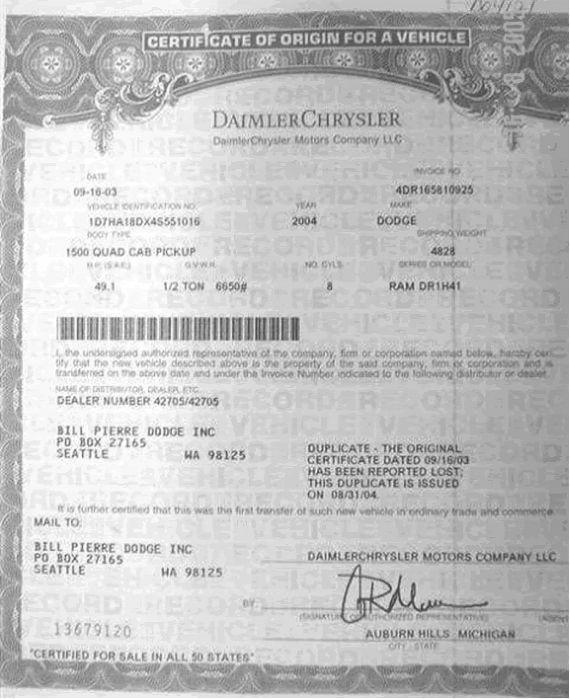 CERTIFICATE OF ORIGIN FOR A VEHICLE
DAIMLERCHRYSLER
DaimlerChrysler Motors Company LLC
DATE INVOICE NO
09-16-03 4DR165810925
VEHICLE IDENTIFICATION NO. YEAR MAKE
1D7HA18DX4S551016 2004 DODGE
BODY TYPE SHIPPING WEIGHT
1500 QUAD CAB PICKUP 4828
H.P. (S.A.E.) G.V.W.R. NO. CYLS. SERIES OR MODEL
49.1 1/2 TON 6650# 8 RAM DR1H41
I, the undersigned authorized representative of the company, firm or corporation named below, hereby cer-
tify that the new vehicle described above is the property of the said company, firm or corporation and is
transferred on the above date and under the Invoice Number indicated to the following distributor or dealer.
NAME OF DISTRIBUTOR, DEALER, ETC.
DEALER NUMBER 42705/42705
BILL PIERRE DODGE INC
PO BOX 27165
SEATTLE WA 98125
DUPLICATE - THE ORIGINAL
CERTIFICATE DATED 09/16/03
HAS BEEN REPORTED LOST;
THIS DUPLICATE IS ISSUED
ON 08/31/04.
It is further certified that this was the first transfer of such new vehicle in ordinary trade and commerce.
MAIL TO:
BILL PIERRE DODGE INC
PO BOX 27165
SEATTLE WA 98125
DAIMLERCHRYSLER MOTORS COMPANY LLC
BY
(SIGNATURE OF AUTHORIZED REPRESENTATIVE) (AGENT
AUBURN HILLS MICHIGAN
CITY - STATE
13679120
"CERTIFIED FOR SALE IN ALL 50 STATES"